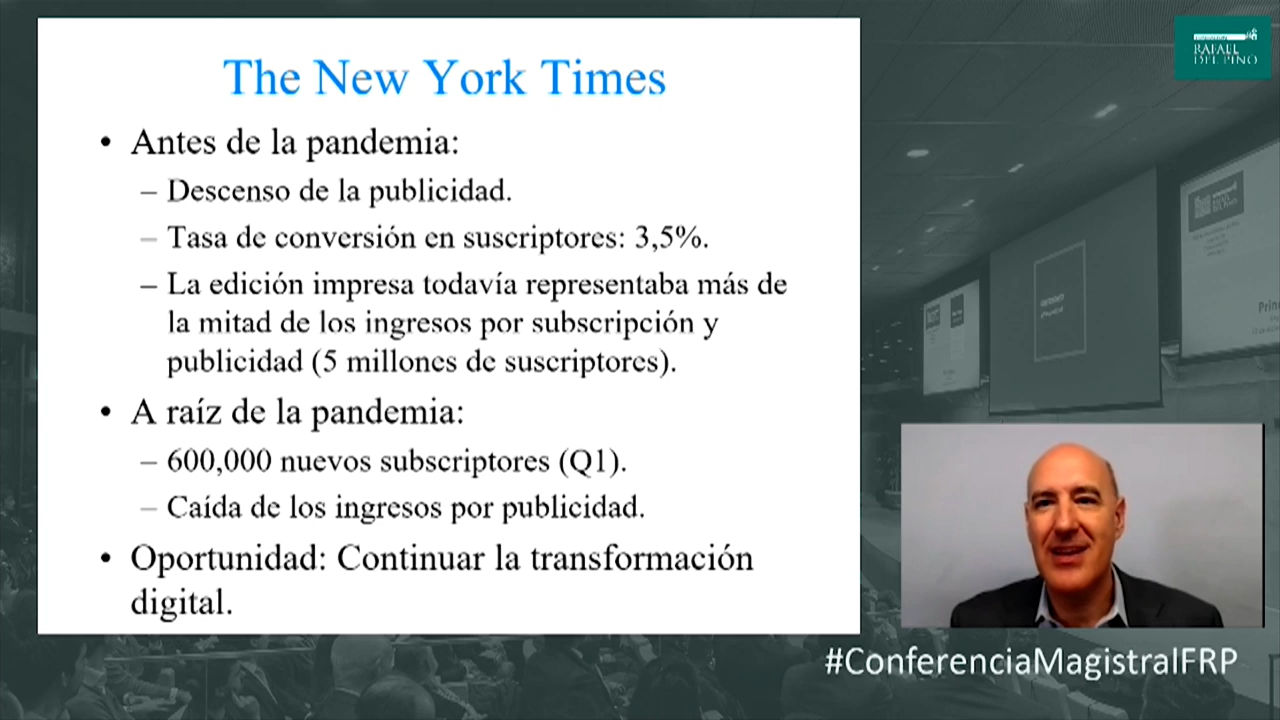 The New York Times
• Antes de la pandemia:
– Descenso de la publicidad.
– Tasa de conversión en suscriptores: 3,5%.
– La edición impresa todavía representaba más de
la mitad de los ingresos por subscripción y
publicidad (5 millones de suscriptores).
• A raíz de la pandemia:
– 600,000 nuevos subscriptores (Q1).
– Caída de los ingresos por publicidad.
• Oportunidad: Continuar la transformación
digital.
RAFAEL
DEL PINO
#ConferenciaMagistralFRP